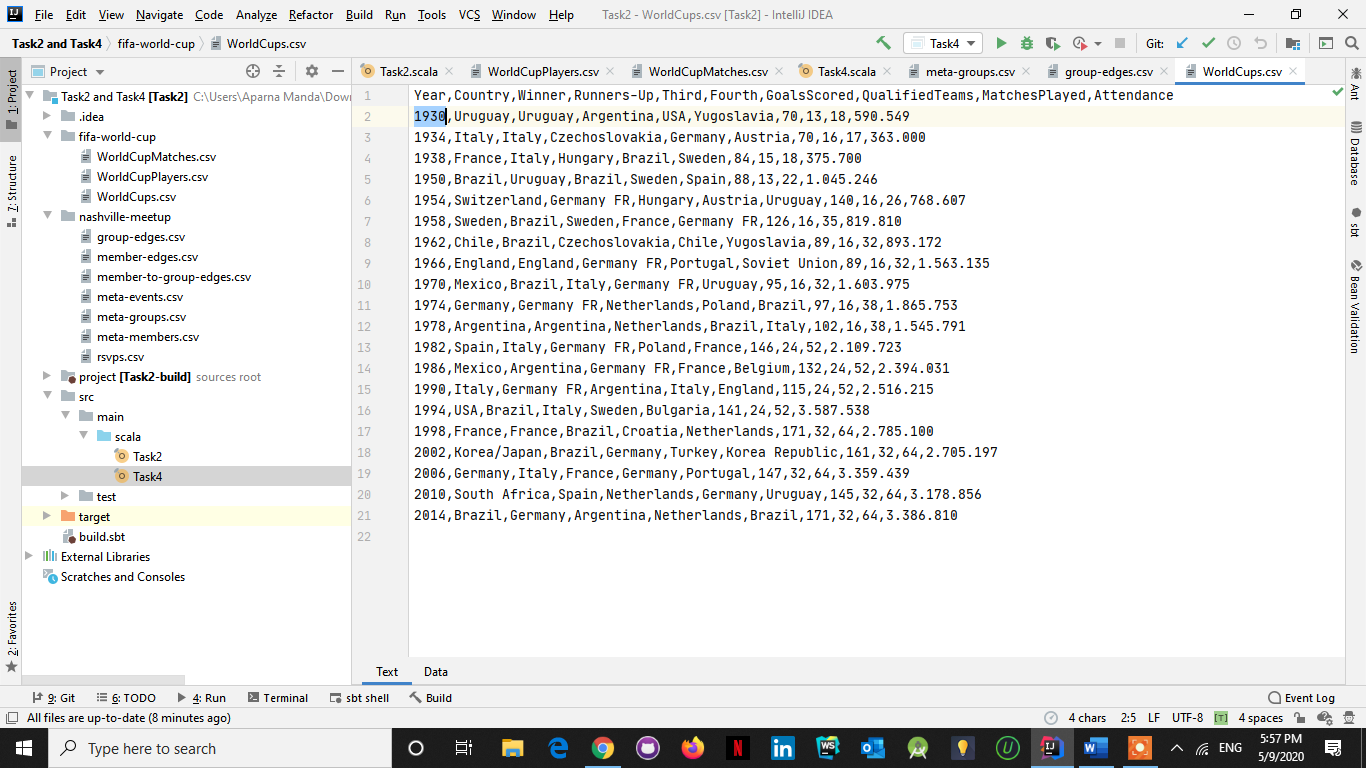 File Edit View Navigate Code Analyze Refactor Build Run Tools VCS Window Help Task2 - WorldCups.csv [Task2] - IntelliJ IDEA
Task2 and Task4 fifa-world-cup WorldCups.csv Task4 Git:
Project Task2.scala WorldCupPlayers.csv WorldCupMatches.csv Task4.scala meta-groups.csv group-edges.csv WorldCups.csv
1: Project
7: Structure
2: Favorites
Task2 and Task4 [Task2] C:\Users\Aparna Manda\Dow
.idea
fifa-world-cup
WorldCupMatches.csv
WorldCupPlayers.csv
WorldCups.csv
nashville-meetup
group-edges.csv
member-edges.csv
member-to-group-edges.csv
meta-events.csv
meta-groups.csv
meta-members.csv
rsvps.csv
project [Task2-build] sources root
src
main
scala
Task2
Task4
test
target
build.sbt
External Libraries
Scratches and Consoles
1 Year,Country,Winner,Runners-Up,Third,Fourth,GoalsScored,QualifiedTeams,MatchesPlayed,Attendance
2 1930,Uruguay,Uruguay,Argentina,USA,Yugoslavia,70,13,18,590.549
3 1934,Italy,Italy,Czechoslovakia,Germany,Austria,70,16,17,363.000
4 1938,France,Italy,Hungary,Brazil,Sweden,84,15,18,375.700
5 1950,Brazil,Uruguay,Brazil,Sweden,Spain,88,13,22,1.045.246
6 1954,Switzerland,Germany FR,Hungary,Austria,Uruguay,140,16,26,768.607
7 1958,Sweden,Brazil,Sweden,France,Germany FR,126,16,35,819.810
8 1962,Chile,Brazil,Czechoslovakia,Chile,Yugoslavia,89,16,32,893.172
9 1966,England,England,Germany FR,Portugal,Soviet Union,89,16,32,1.563.135
10 1970,Mexico,Brazil,Italy,Germany FR,Uruguay,95,16,32,1.603.975
11 1974,Germany,Germany FR,Netherlands,Poland,Brazil,97,16,38,1.865.753
12 1978,Argentina,Argentina,Netherlands,Brazil,Italy,102,16,38,1.545.791
13 1982,Spain,Italy,Germany FR,Poland,France,146,24,52,2.109.723
14 1986,Mexico,Argentina,Germany FR,France,Belgium,132,24,52,2.394.031
15 1990,Italy,Germany FR,Argentina,Italy,England,115,24,52,2.516.215
16 1994,USA,Brazil,Italy,Sweden,Bulgaria,141,24,52,3.587.538
17 1998,France,France,Brazil,Croatia,Netherlands,171,32,64,2.785.100
18 2002,Korea/Japan,Brazil,Germany,Turkey,Korea Republic,161,32,64,2.705.197
19 2006,Germany,Italy,France,Germany,Portugal,147,32,64,3.359.439
20 2010,South Africa,Spain,Netherlands,Germany,Uruguay,145,32,64,3.178.856
21 2014,Brazil,Germany,Argentina,Netherlands,Brazil,171,32,64,3.386.810
22
Ant
Database
sbt
Bean Validation
Text Data
9: Git 6: TODO 4: Run Terminal sbt shell Build Event Log
All files are up-to-date (8 minutes ago) 4 chars 2:5 LF UTF-8 [T] 4 spaces
Type here to search ENG 5:57 PM
5/9/2020